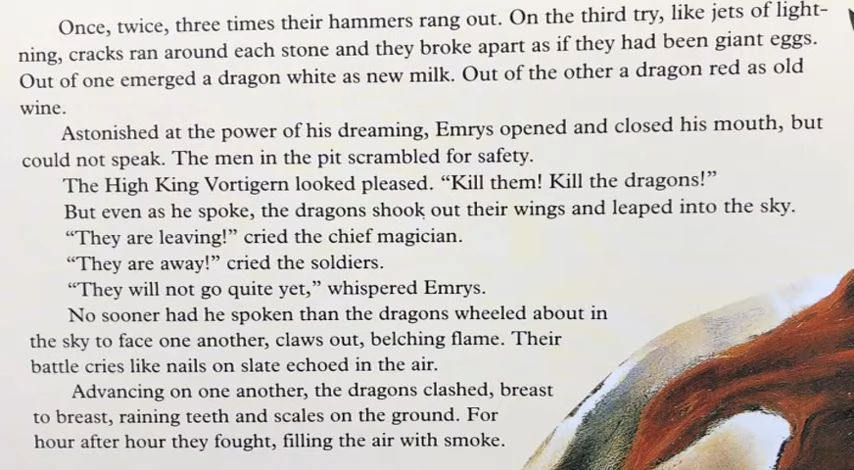 Once, twice, three times their hammers rang out. On the third try, like jets of light-
ning, cracks ran around each stone and they broke apart as if they had been giant eggs.
Out of one emerged a dragon white as new milk. Out of the other a dragon red as old
wine.
Astonished at the power of his dreaming, Emrys opened and closed his mouth, but
could not speak. The men in the pit scrambled for safety.
The High King Vortigern looked pleased. “Kill them! Kill the dragons!”
But even as he spoke, the dragons shook out their wings and leaped into the sky.
“They are leaving!” cried the chief magician.
“They are away!” cried the soldiers.
“They will not go quite yet,” whispered Emrys.
No sooner had he spoken than the dragons wheeled about in
the sky to face one another, claws out, belching flame. Their
battle cries like nails on slate echoed in the air.
Advancing on one another, the dragons clashed, breast
to breast, raining teeth and scales on the ground. For
hour after hour they fought, filling the air with smoke.